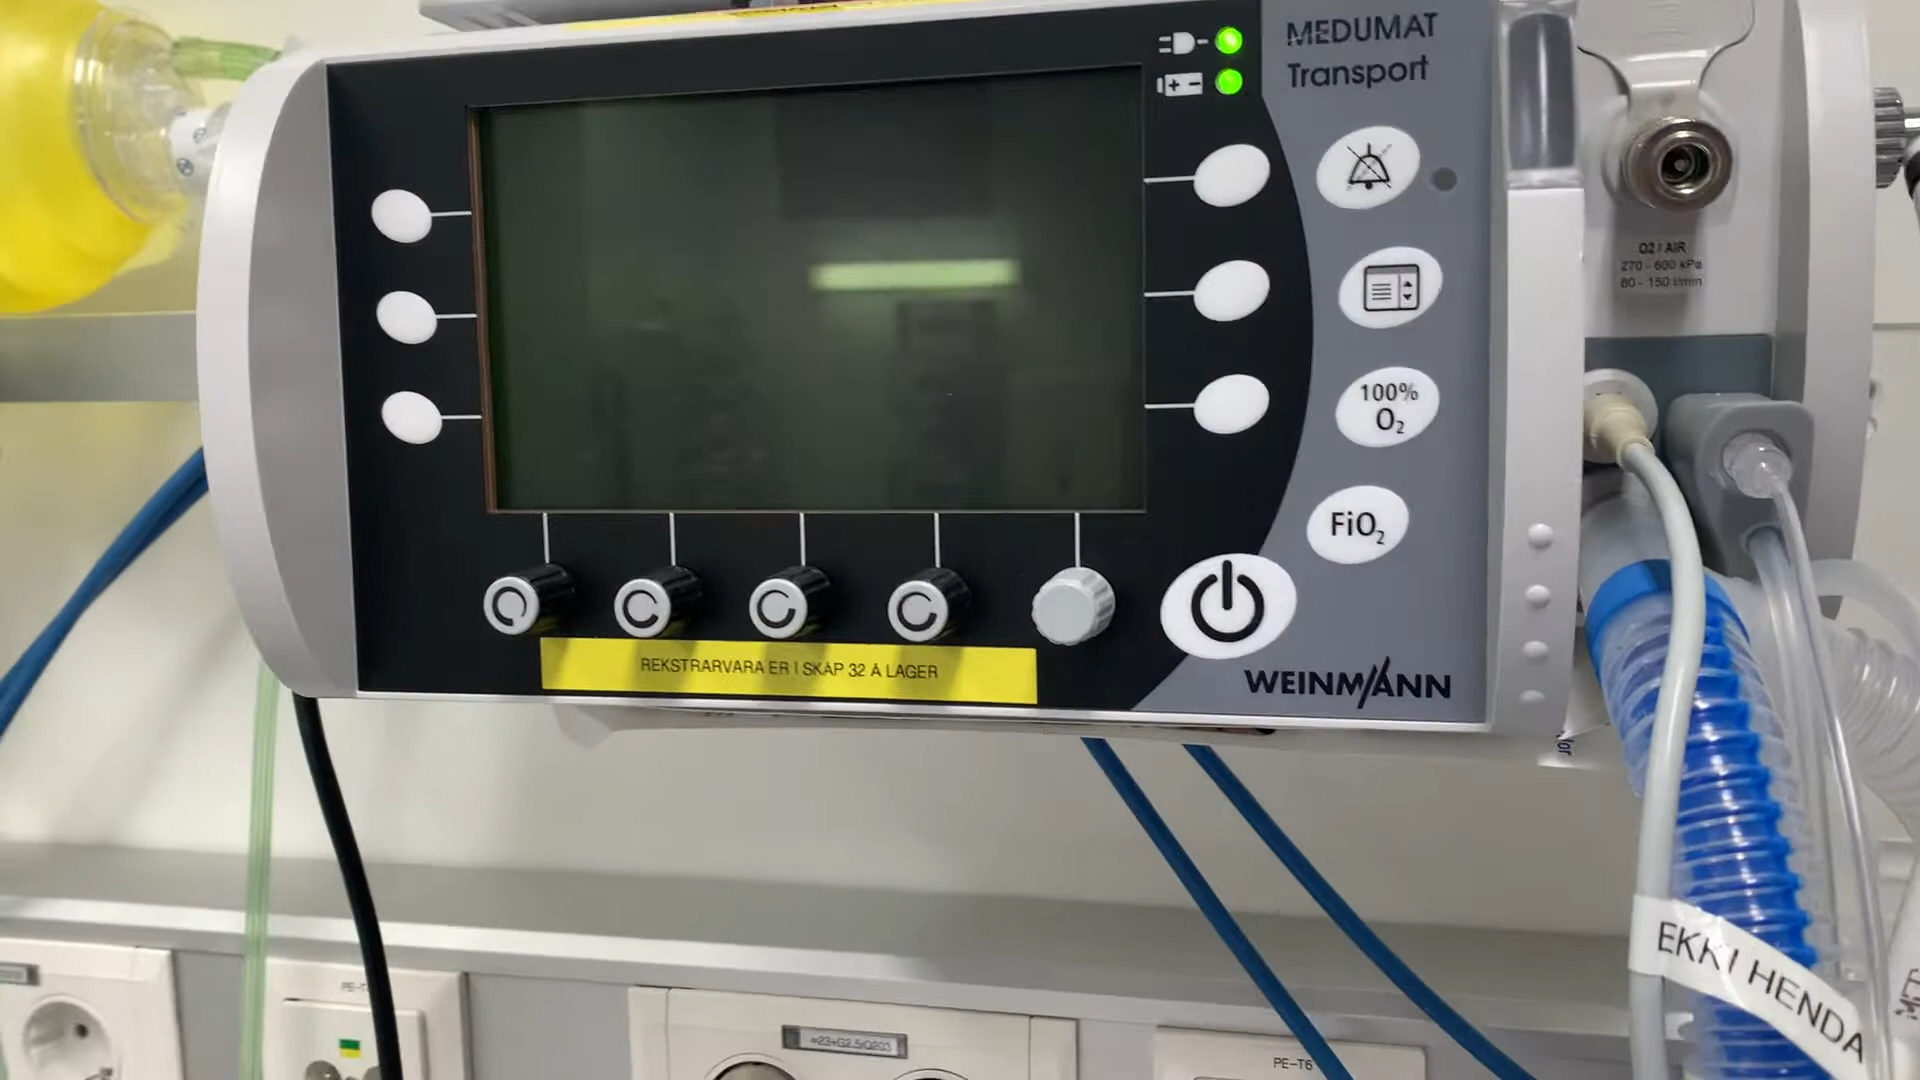 MEDUMAT
Transport
O2 / AIR
270 - 600 kPa
80 - 150 l/min
100%
O₂
FiO₂
REKSTRARVARA ER Í SKÁP 32 Á LAGER
WEINMANN
EKKI HENDA
PE-T6